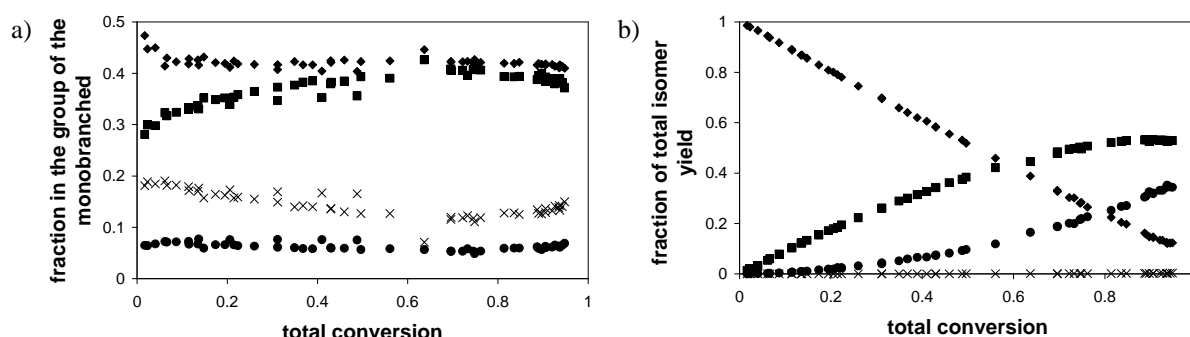 a)
fraction in the group of the
monobranched
0.5
0.4
0.3
0.2
0.1
0
0 0.2 0.4 0.6 0.8 1
total conversion
b)
fraction of total isomer
yield
1
0.8
0.6
0.4
0.2
0
0 0.2 0.4 0.6 0.8
total conversion